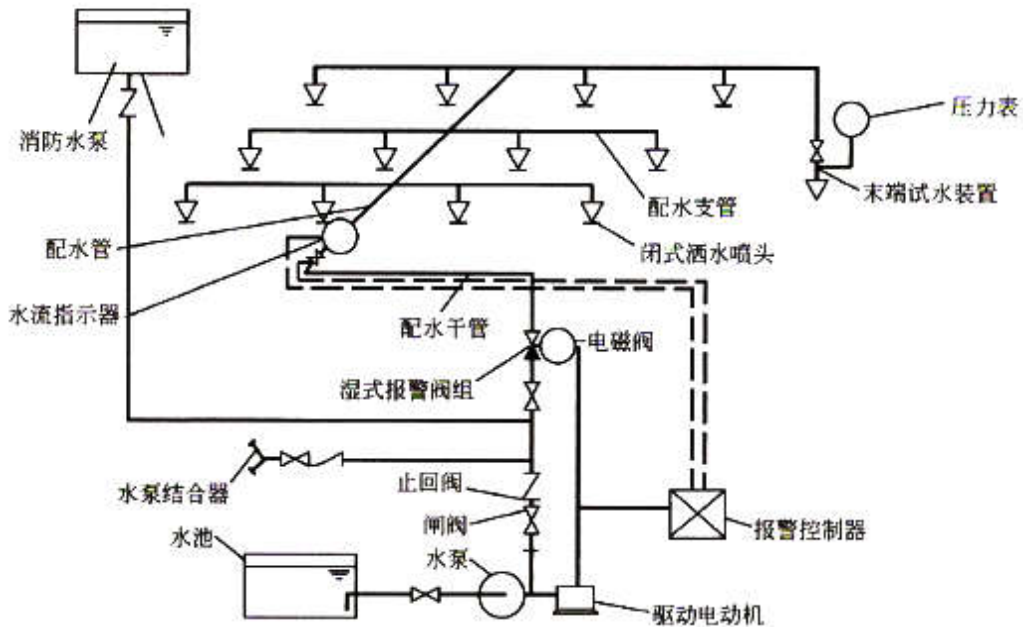 压力表
消防水泵
末端试水装置
配水支管
配水管
闭式洒水喷头
水流指示器
配水干管
电磁阀
湿式报警阀组
止回阀
水泵结合器
闸阀
报警控制器
水池
水泵
驱动电动机